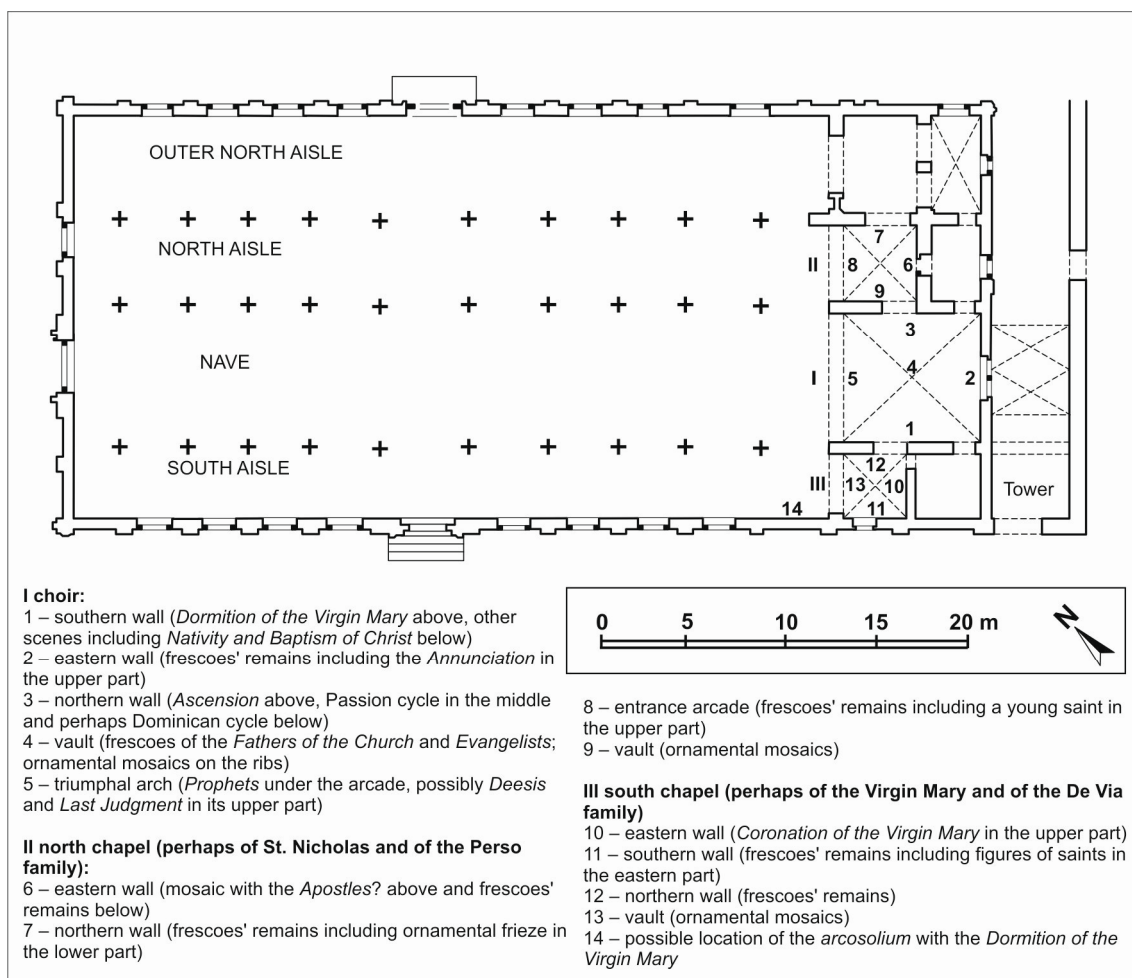 OUTER NORTH AISLE
NORTH AISLE
7
II
8
6
9
3
NAVE
4
I
5
2
1
SOUTH AISLE
12
III
13
10
Tower
14
11
I choir:
1 – southern wall (Dormition of the Virgin Mary above, other
scenes including Nativity and Baptism of Christ below)
2 – eastern wall (frescoes' remains including the Annunciation in
the upper part)
3 – northern wall (Ascension above, Passion cycle in the middle
and perhaps Dominican cycle below)
4 – vault (frescoes of the Fathers of the Church and Evangelists;
ornamental mosaics on the ribs)
5 – triumphal arch (Prophets under the arcade, possibly Deesis
and Last Judgment in its upper part)
II north chapel (perhaps of St. Nicholas and of the Perso
family):
6 – eastern wall (mosaic with the Apostles? above and frescoes'
remains below)
7 – northern wall (frescoes' remains including ornamental frieze in
the lower part)
0 5 10 15 20 m
N
8 – entrance arcade (frescoes' remains including a young saint in
the upper part)
9 – vault (ornamental mosaics)
III south chapel (perhaps of the Virgin Mary and of the De Via
family)
10 – eastern wall (Coronation of the Virgin Mary in the upper part)
11 – southern wall (frescoes' remains including figures of saints in
the eastern part)
12 – northern wall (frescoes' remains)
13 – vault (ornamental mosaics)
14 – possible location of the arcosolium with the Dormition of the
Virgin Mary